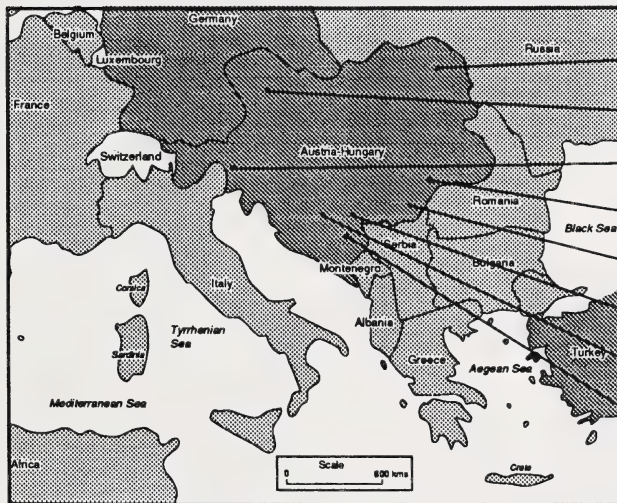 Germany
Belgium
Russia
Luxembourg
France
Austria-Hungary
Switzerland
Romania
Black Sea
Serbia
Bulgaria
Montenegro
Italy
Corsica
Albania
Tyrrhenian
Sea
Sardinia
Turkey
Greece
Aegean Sea
Mediterranean Sea
Africa
Scale
0 600 kms
Crete